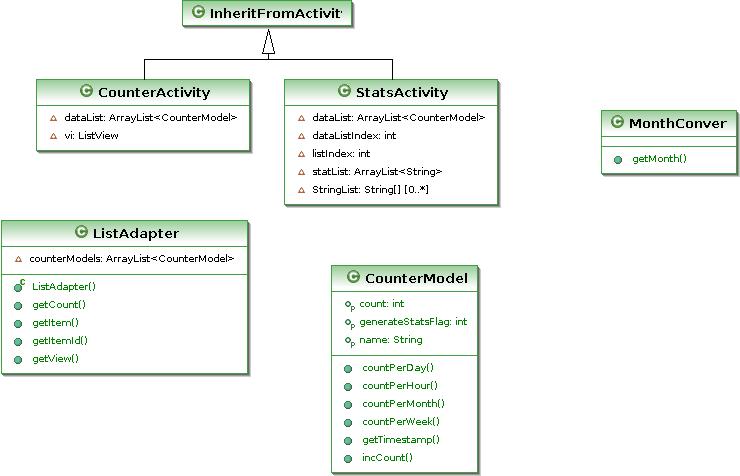 InheritFromActivit
CounterActivity
dataList: ArrayList<CounterModel>
vi: ListView
StatsActivity
dataList: ArrayList<CounterModel>
dataListIndex: int
listIndex: int
statList: ArrayList<String>
StringList: String[] [0..*]
MonthConver
getMonth()
ListAdapter
counterModels: ArrayList<CounterModel>
ListAdapter()
getCount()
getItem()
getItemId()
getView()
CounterModel
count: int
generateStatsFlag: int
name: String
countPerDay()
countPerHour()
countPerMonth()
countPerWeek()
getTimestamp()
incCount()